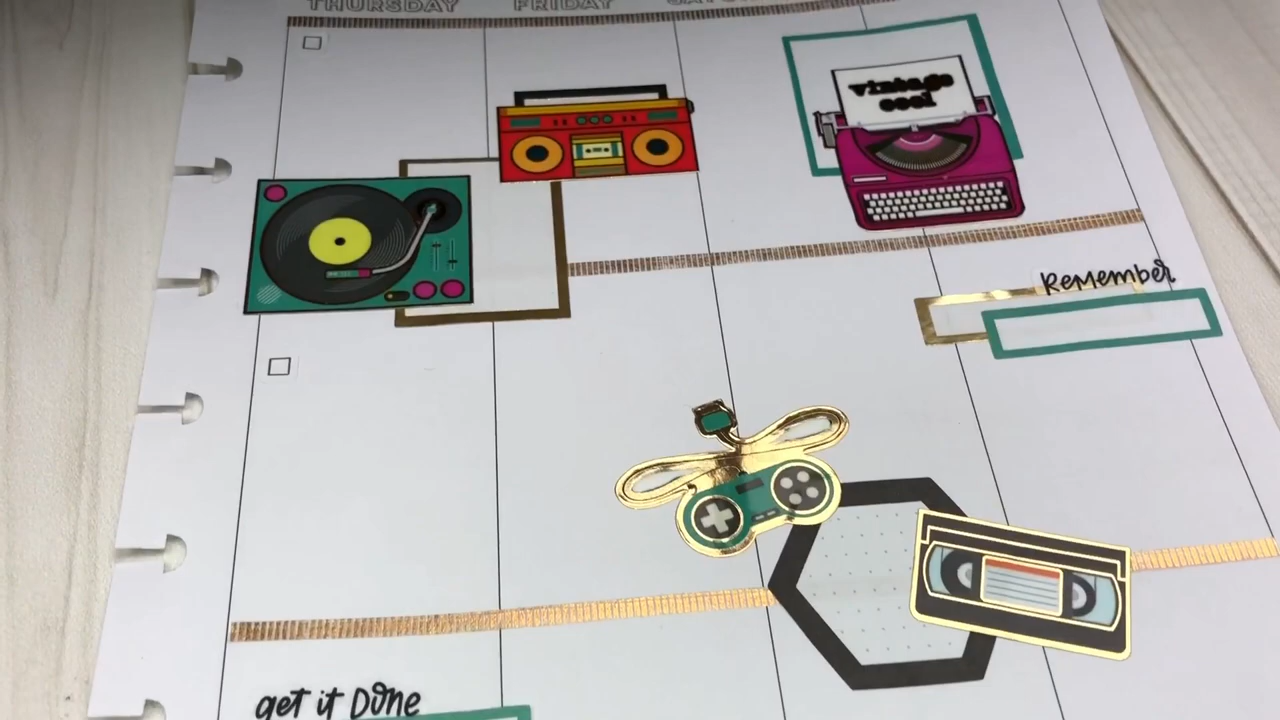 THURSDAY FRIDAY
vintage
cool
Remember
get it Done